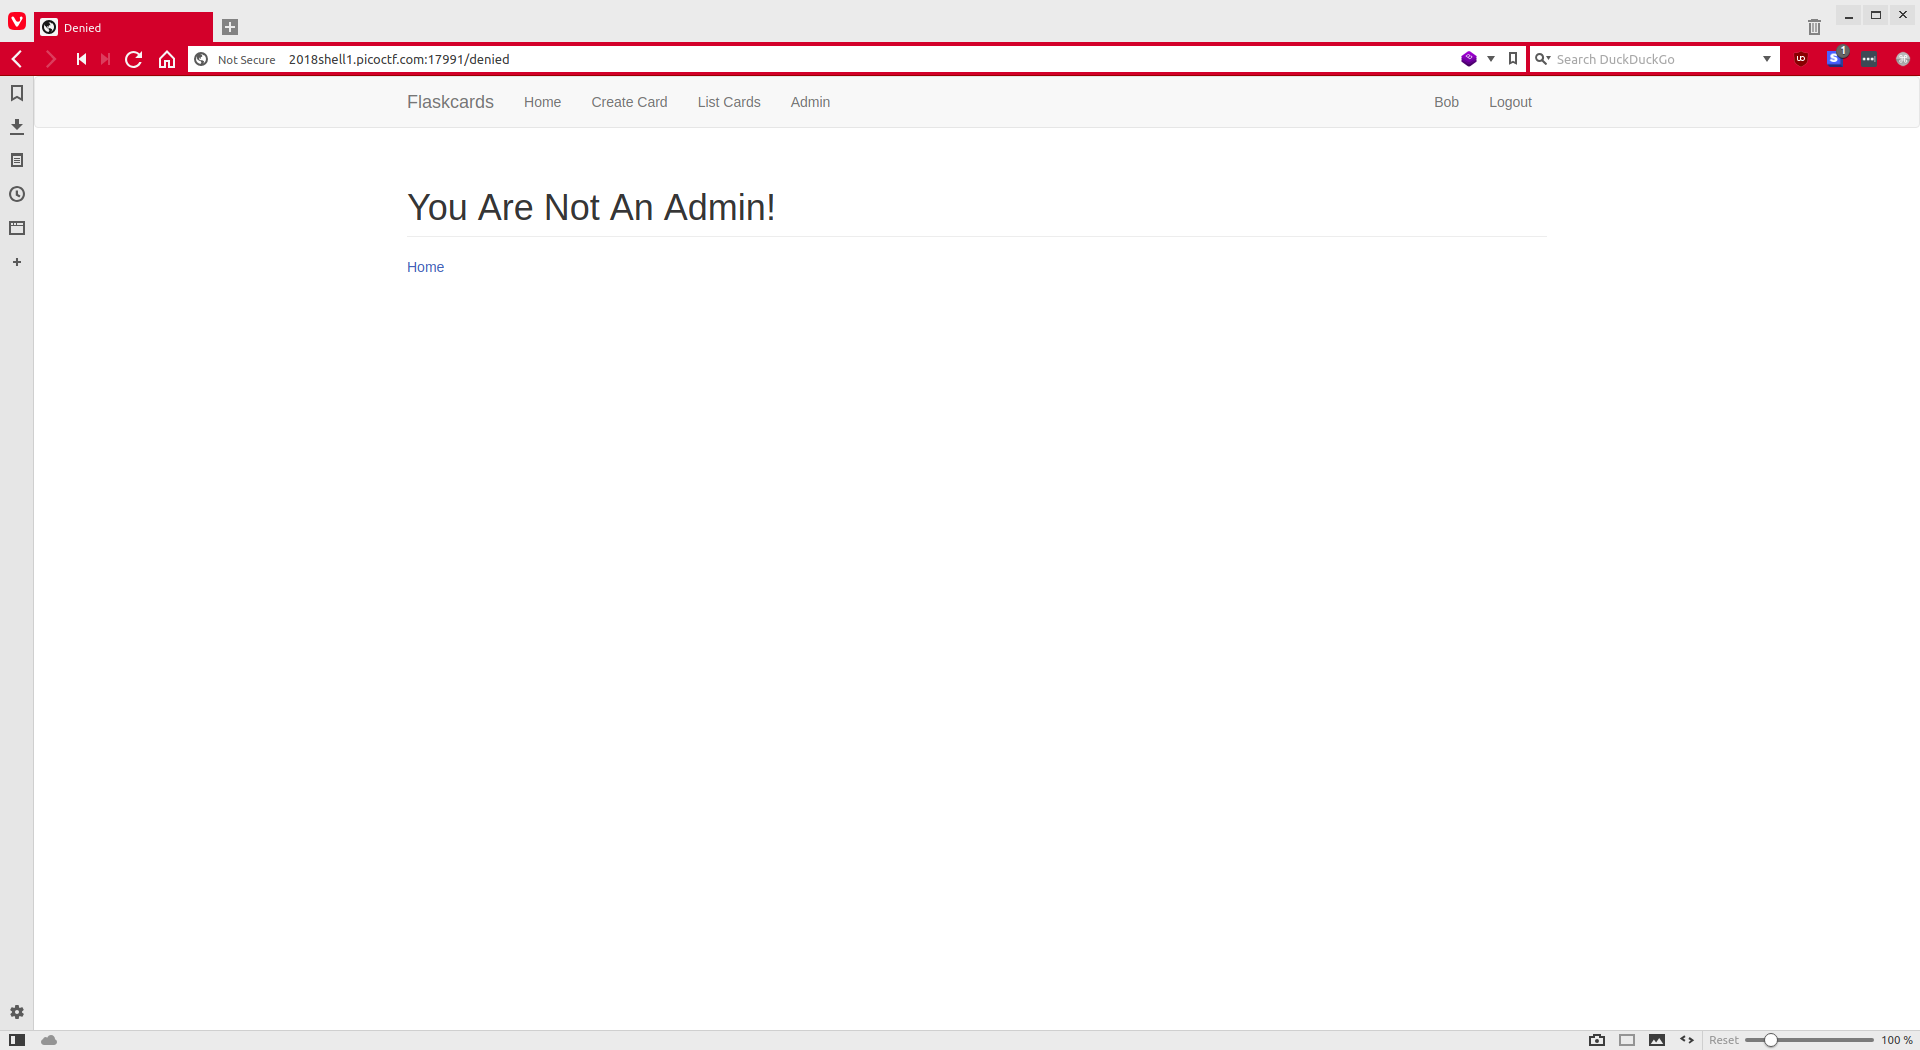 Denied
Not Secure 2018shell1.picoctf.com:17991/denied Search DuckDuckGo 1
Flaskcards Home Create Card List Cards Admin Bob Logout
You Are Not An Admin!
Home
Reset 100 %